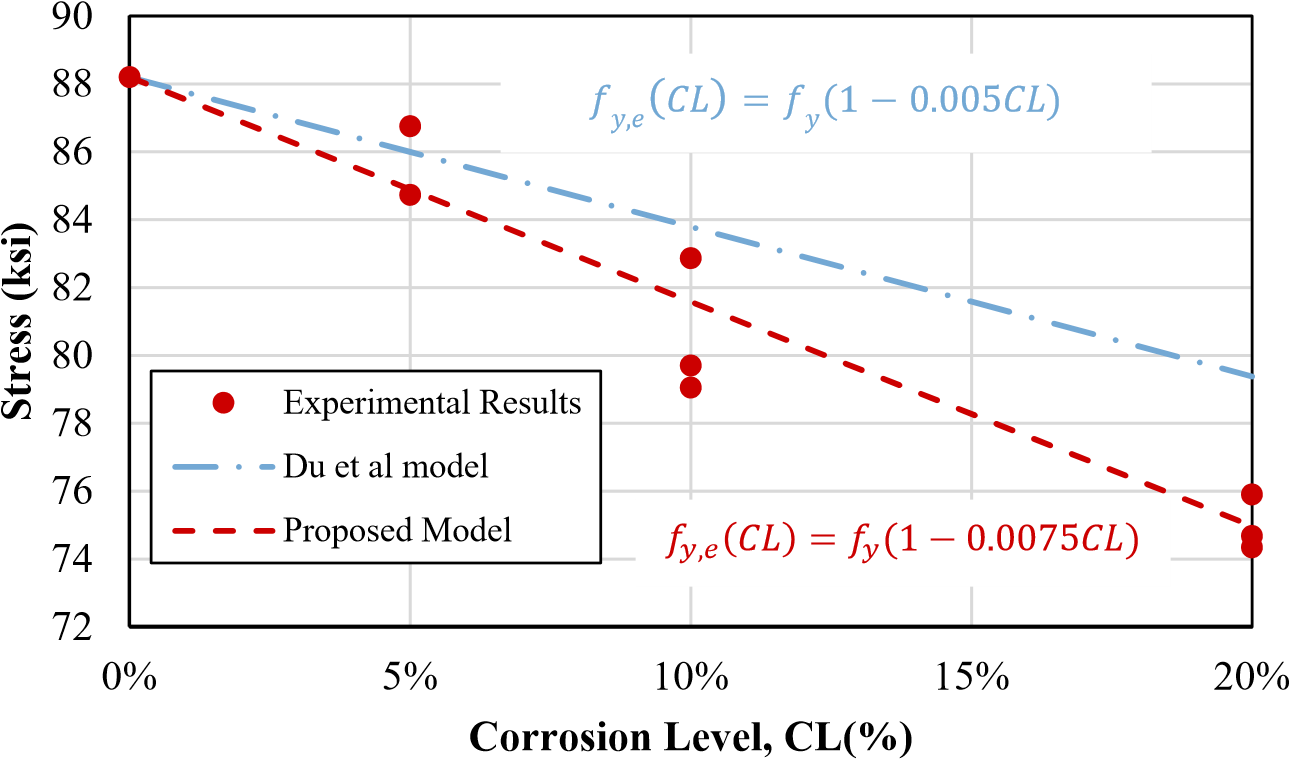 90
88
86
84
82
80
78
76
74
72
Stress (ksi)
f_{y,e}(CL) = f_y(1 − 0.005CL)
Experimental Results
Du et al model
Proposed Model
f_{y,e}(CL) = f_y(1 − 0.0075CL)
0% 5% 10% 15% 20%
Corrosion Level, CL(%)